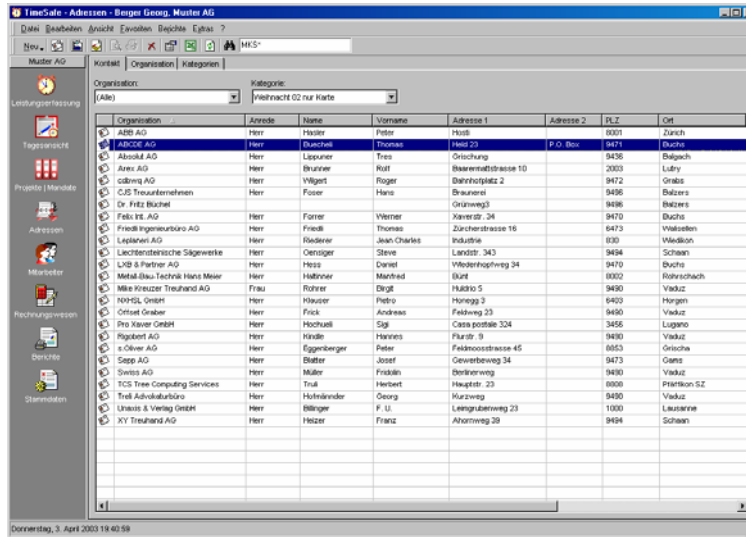 TimeSafe - Adressen - Berger Georg, Muster AG
Datei Bearbeiten Ansicht Favoriten Berichte Extras ?
Neu MKS*
Muster AG Kontakt Organisation Kategorien
Organisation: Kategorie:
(Alle) Weihnacht 02 nur Karte
Leistungserfassung
Tagesansicht
Projekte | Mandate
Adressen
Mitarbeiter
Rechnungswesen
Berichte
Stammdaten
Organisation Anrede Name Vorname Adresse 1 Adresse 2 PLZ Ort
ABB AG Herr Hasler Peter Hosti 8001 Zürich
ABCDE AG Herr Buecheli Thomas Held 23 P.O. Box 9471 Buchs
Absolut AG Herr Lippuner Tres Grischung 9436 Balgach
Arex AG Herr Brunner Rolf Baarermattstrasse 10 2003 Lutry
cdbwq AG Herr Wilgert Roger Bahnhofplatz 2 9472 Grabs
CJS Treuunternehmen Herr Foser Hans Braunerei 9496 Balzers
Dr. Fritz Büchel Grünweg3 9496 Balzers
Felix Int. AG Herr Forrer Werner Xaverstr. 34 9470 Buchs
Friedli Ingenieurbüro AG Herr Friedli Thomas Zürcherstrasse 16 6473 Walisellen
Leplaneri AG Herr Riederer Jean Charles Industrie 830 Wiedikon
Liechtensteinische Sägewerke Herr Oensiger Steve Landstr. 343 9494 Schaan
LXB & Partner AG Herr Hess Daniel Wiedenhopfweg 34 9470 Buchs
Metall-Bau-Technik Hans Meier Herr Haltinner Manfred Bünt 8002 Rohrschach
Mike Kreuzer Treuhand AG Frau Rohrer Birgit Huldrio 5 9490 Vaduz
NXHSL GmbH Herr Klauser Pietro Honegg 3 6403 Horgen
Offset Graber Herr Frick Andreas Feldweg 23 9490 Vaduz
Pro Xaver GmbH Herr Hochueli Sigi Casa postale 324 3456 Lugano
Rigobert AG Herr Kindle Hannes Flurstr. 9 9490 Vaduz
s.Oliver AG Herr Eggenberger Peter Feldmoosstrasse 45 8853 Grischa
Sepp AG Herr Blatter Josef Gewerbeweg 34 9473 Gams
Swiss AG Herr Müller Fridolin Berlinerweg 9490 Vaduz
TCS Tree Computing Services Herr Truli Herbert Hauptstr. 23 8808 Pfäffikon SZ
Treli Advokaturbüro Herr Hofmännder Georg Kurzweg 9490 Vaduz
Unaxis & Verlag GmbH Herr Billinger F. U. Leimgrubenweg 23 1000 Lausanne
XY Treuhand AG Herr Heizer Franz Ahornweg 39 9494 Schaan
Donnerstag, 3. April 2003 19:40:59